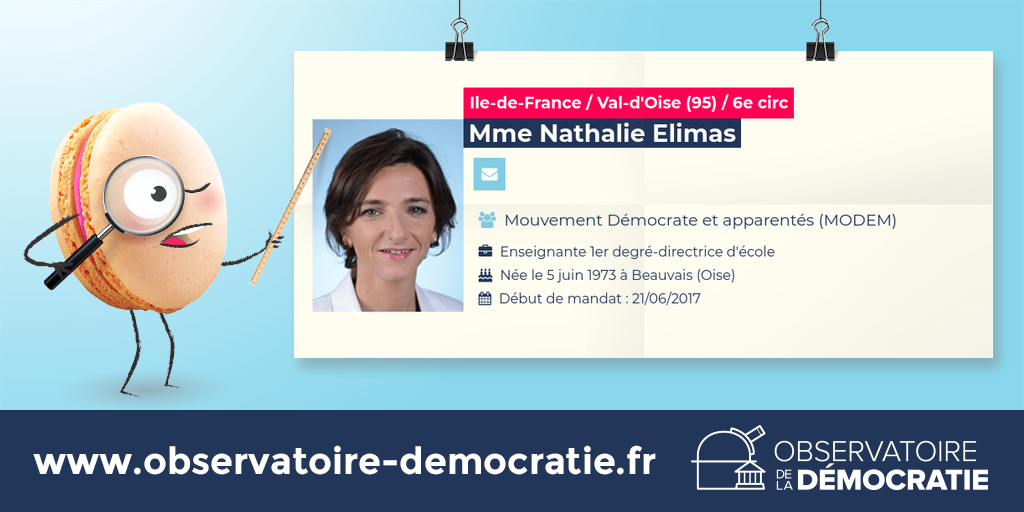 Ile-de-France / Val-d'Oise (95) / 6e circ
Mme Nathalie Elimas
Mouvement Démocrate et apparentés (MODEM)
Enseignante 1er degré-directrice d'école
Née le 5 juin 1973 à Beauvais (Oise)
Début de mandat : 21/06/2017
www.observatoire-democratie.fr
OBSERVATOIRE
DE LA DÉMOCRATIE